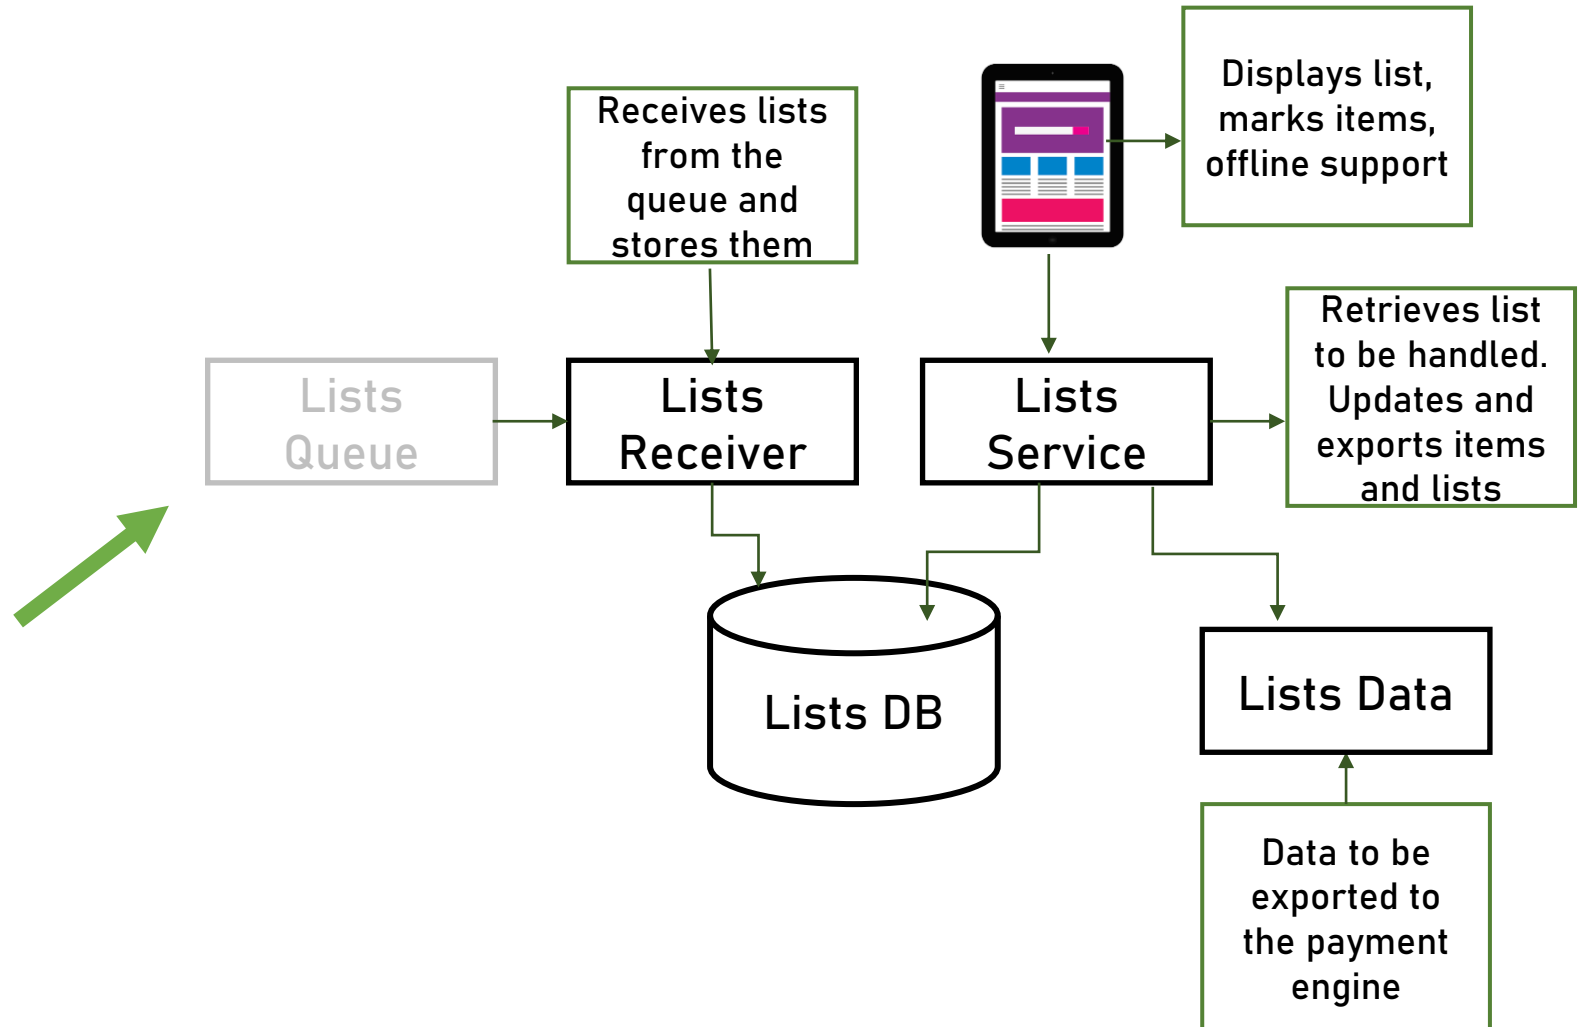 Displays list,
marks items,
offline support
Receives lists
from the
queue and
stores them
Retrieves list
to be handled.
Updates and
exports items
and lists
Lists
Queue
Lists
Receiver
Lists
Service
Lists DB
Lists Data
Data to be
exported to
the payment
engine